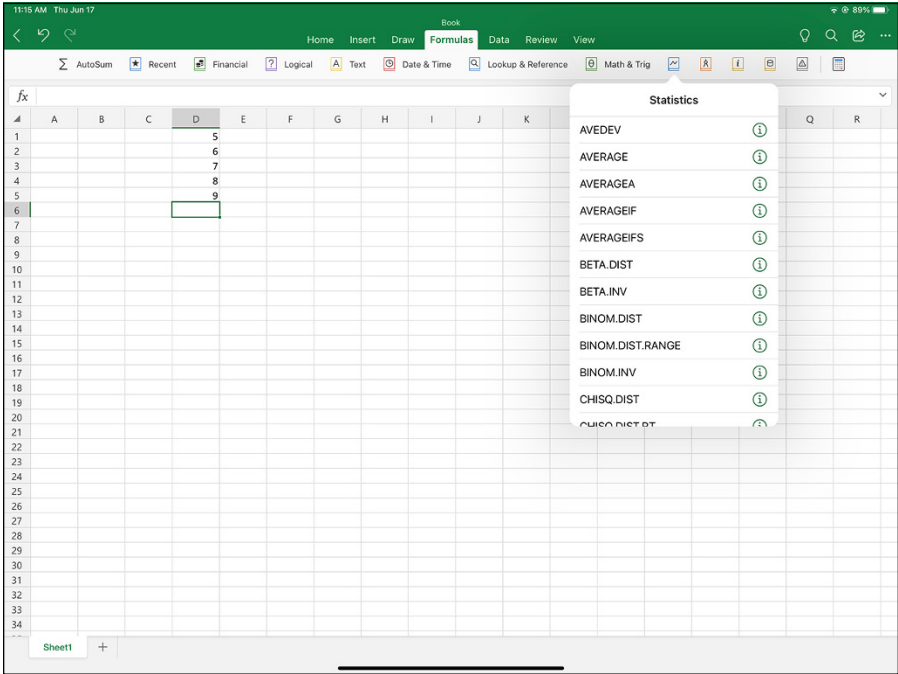 11:15 AM Thu Jun 17
89%
Book
Home Insert Draw Formulas Data Review View
AutoSum Recent Financial Logical Text Date & Time Lookup & Reference Math & Trig
fx
Statistics
A B C D E F G H I J K Q R
AVEDEV
AVERAGE
AVERAGEA
AVERAGEIF
AVERAGEIFS
BETA.DIST
BETA.INV
BINOM.DIST
BINOM.DIST.RANGE
BINOM.INV
CHISQ.DIST
CHISQ.DIST.RT
1 5
2 6
3 7
4 8
5 9
6
7
8
9
10
11
12
13
14
15
16
17
18
19
20
21
22
23
24
25
26
27
28
29
30
31
32
33
34
Sheet1